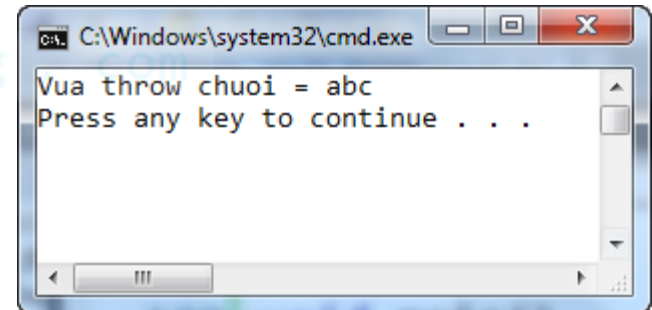 C:\Windows\system32\cmd.exe
Vua throw chuoi = abc
Press any key to continue . . .